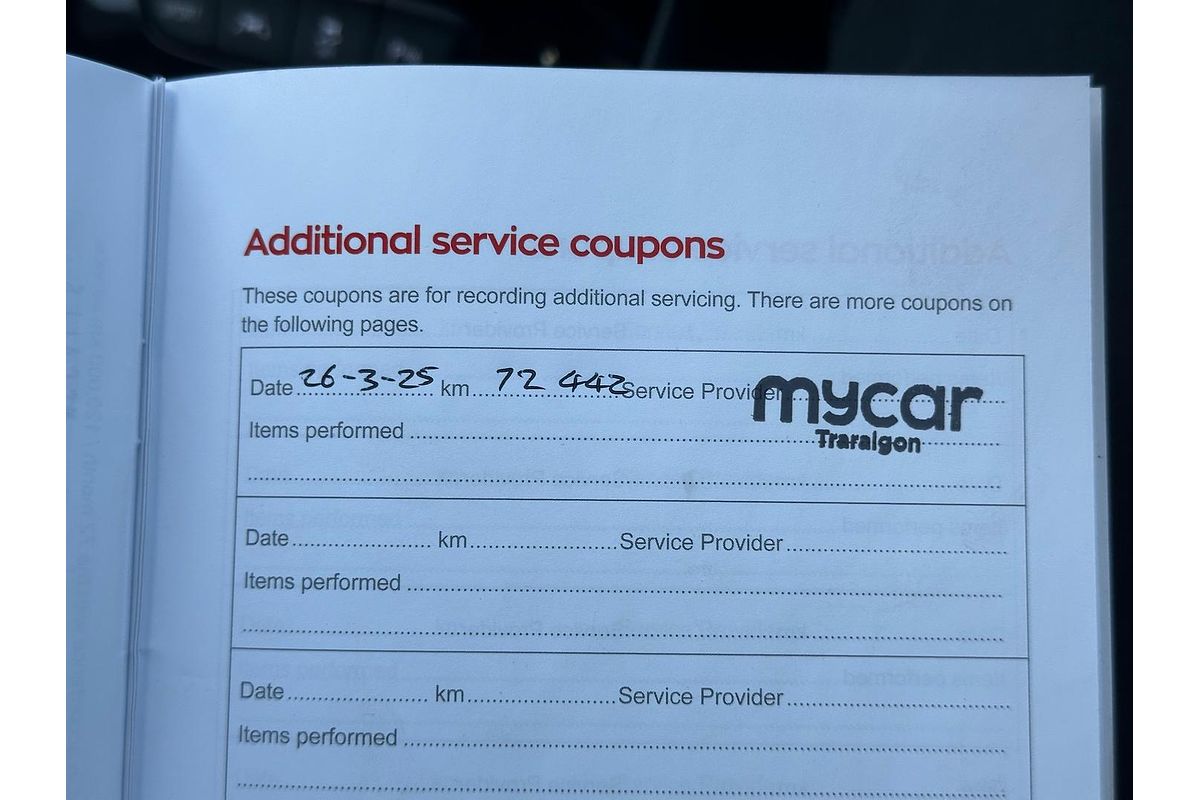 Additional service coupons
These coupons are for recording additional servicing. There are more coupons on
the following pages.
Date 26-3-25 km 72 442 Service Provider mycar
Traralgon
Items performed
Date km Service Provider
Items performed
Date km Service Provider
Items performed